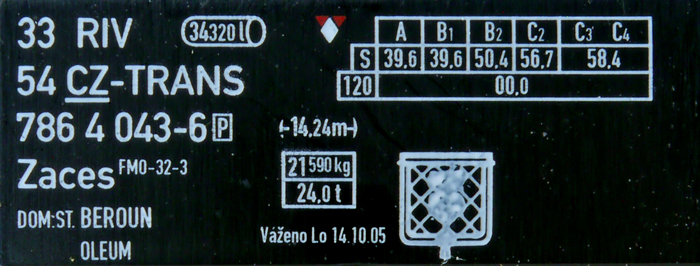 33 RIV
54 CZ-TRANS
786 4 043-6 P
Zaces FMO-32-3
DOM:ST. BEROUN
OLEUM
34320 l
A B1 B2 C2 C3 C4
S 39,6 39,6 50,4 56,7 58,4
120 00,0
(-14,24m-)
21 590 kg
24,0 t
Váženo Lo 14.10.05